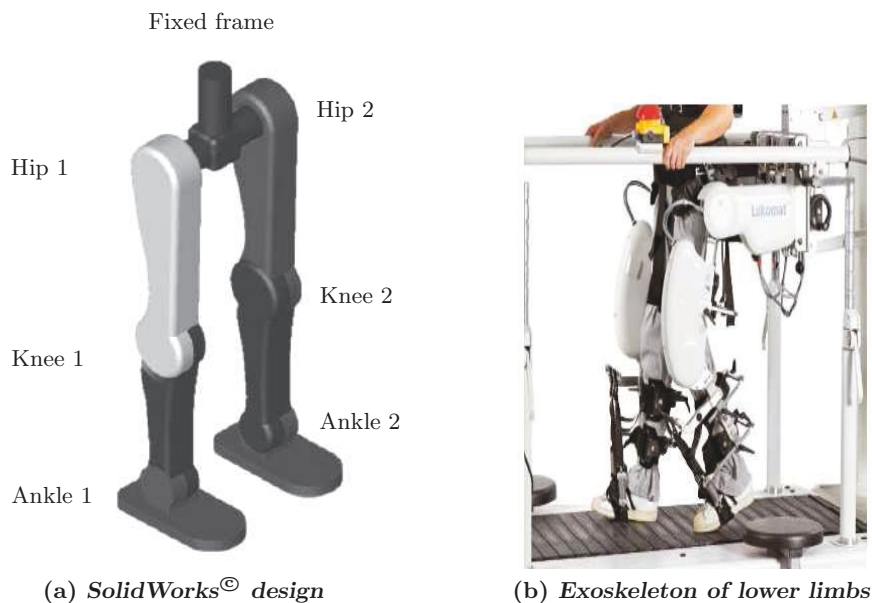 Fixed frame
Hip 2
Hip 1
Knee 2
Knee 1
Ankle 2
Ankle 1
Lokomat
(a) SolidWorks© design
(b) Exoskeleton of lower limbs